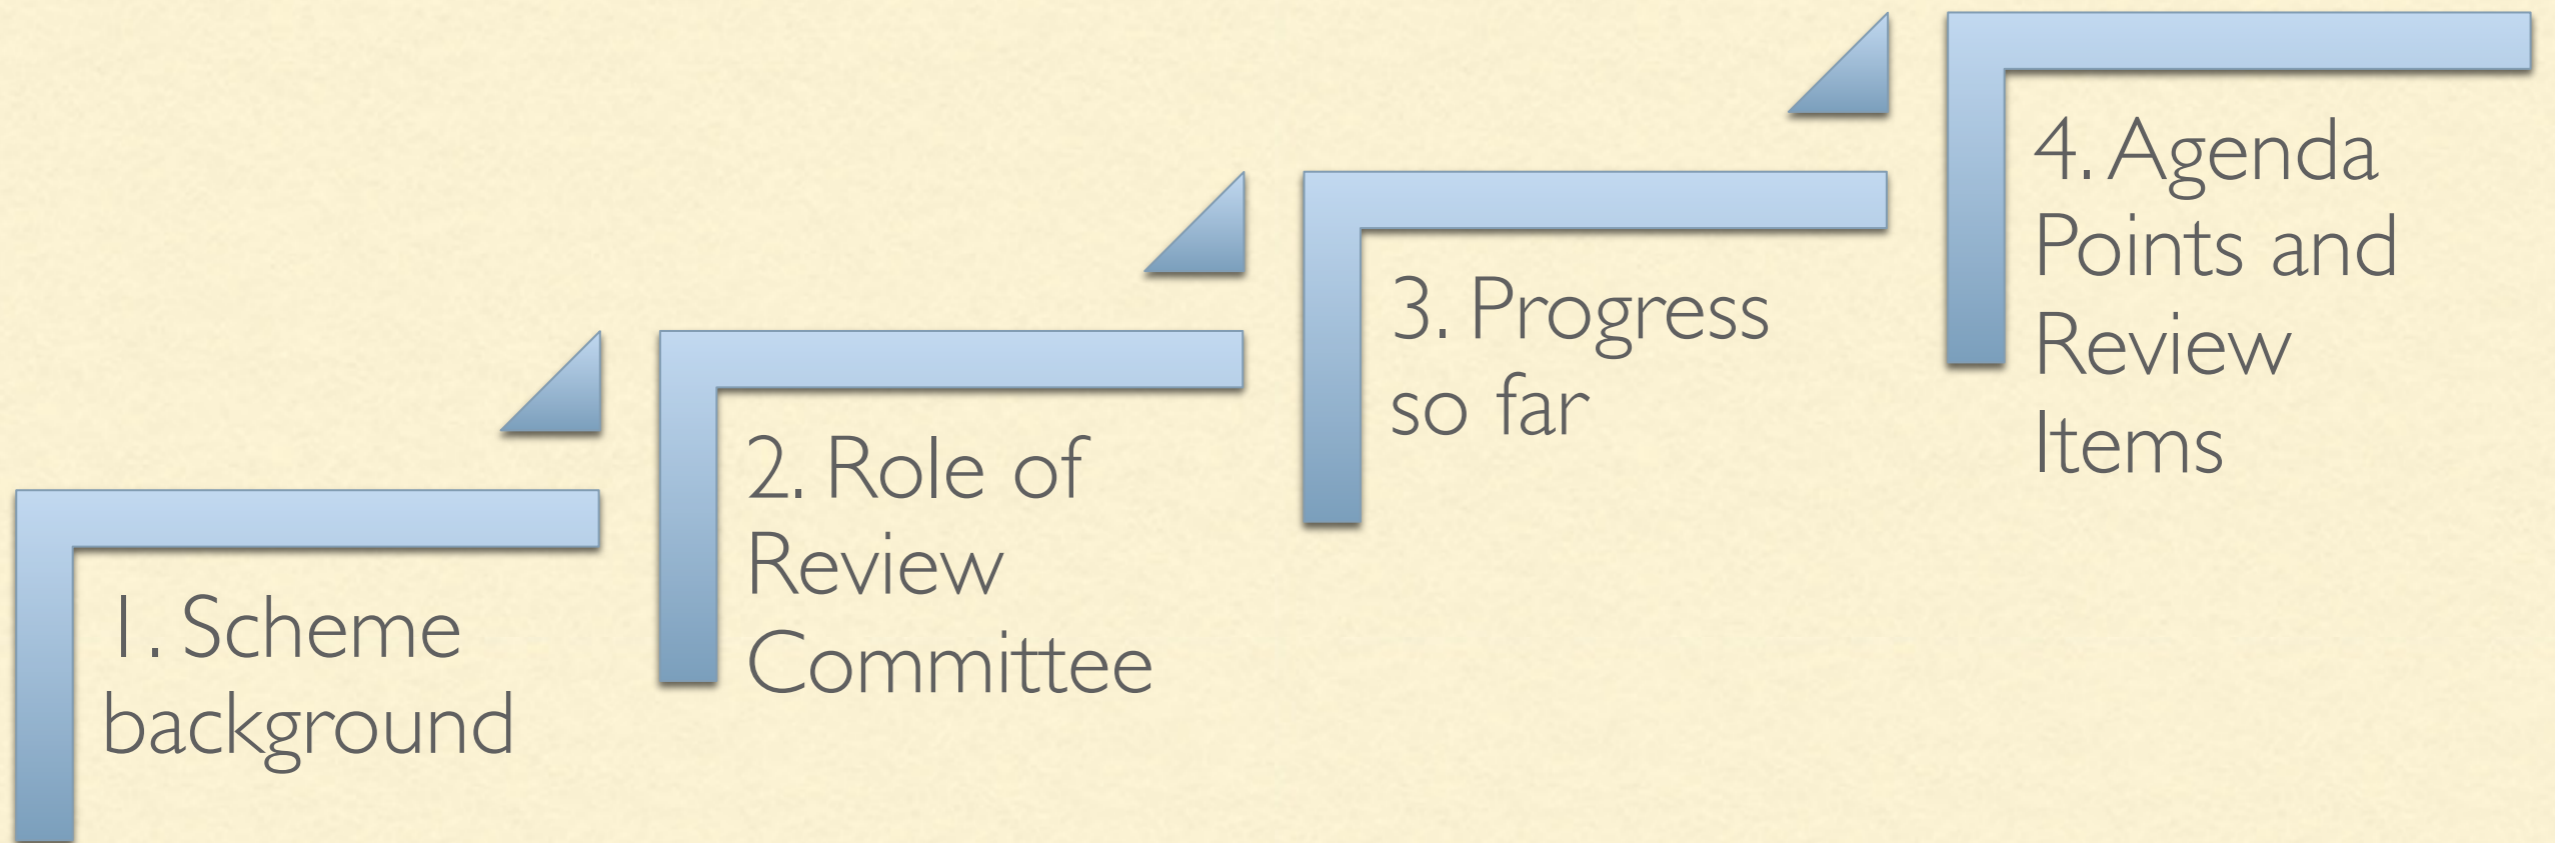 1. Scheme
background
2. Role of
Review
Committee
3. Progress
so far
4. Agenda
Points and
Review
Items